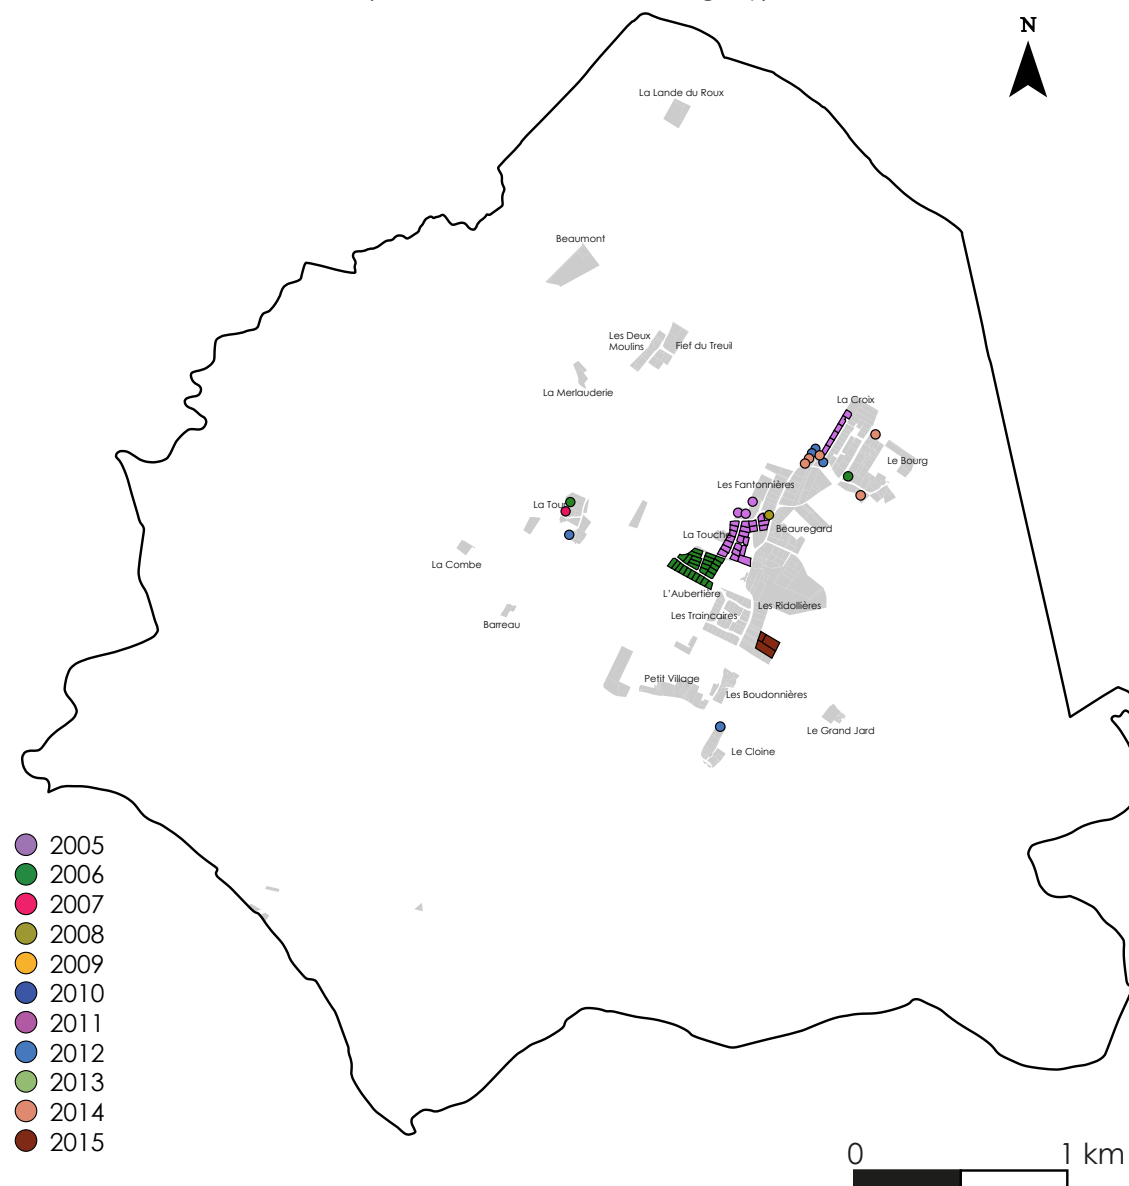 N
La Lande du Roux
Beaumont
Les Deux
Moulins
Fief du Treuil
La Merlauderie
La Croix
Le Bourg
Les Fantonnières
La Tour
Beauregard
La Touche
La Combe
L'Aubertière
Les Ridollières
Les Traincaires
Barreau
Petit Village
Les Boudonnières
Le Grand Jard
Le Cloine
2005
2006
2007
2008
2009
2010
2011
2012
2013
2014
2015
0 1 km